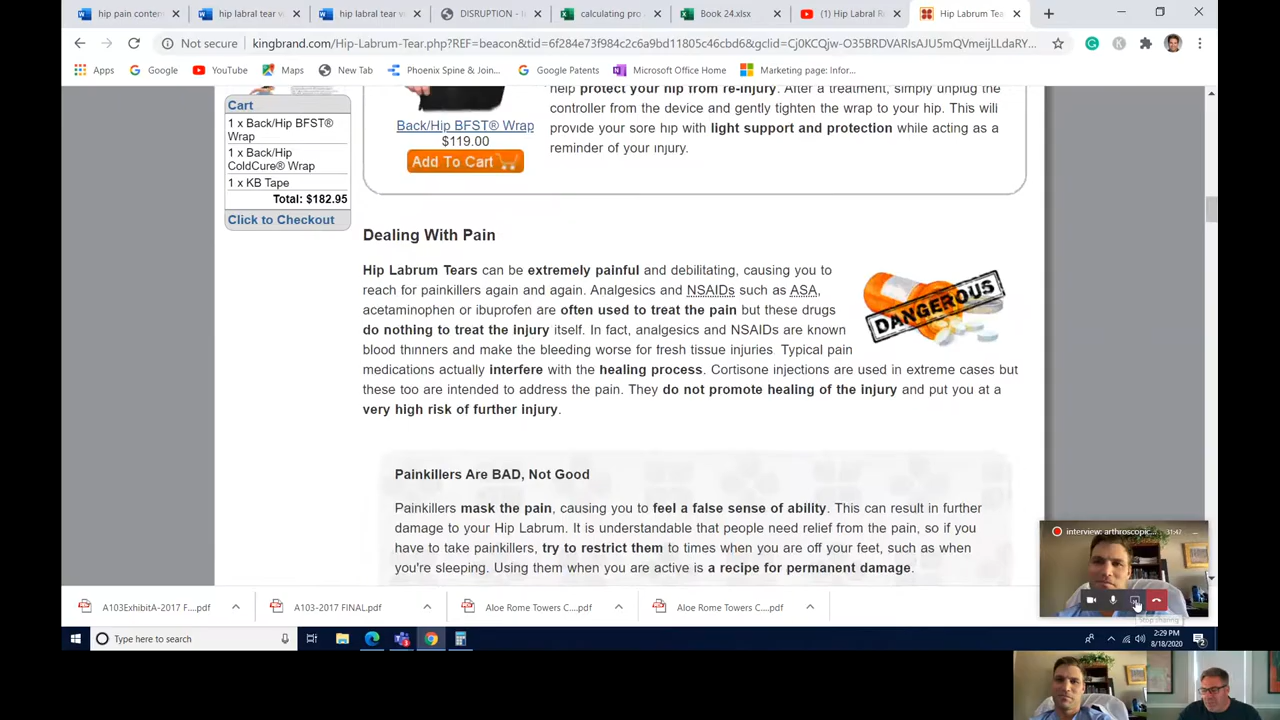 hip pain conten
hip labral tear v
hip labral tear v
DISRUPTION - L
calculating pro
Book 24.xlsx
(1) Hip Labral R
Hip Labrum Tea
Not secure
kingbrand.com/Hip-Labrum-Tear.php?REF=beacon&tid=6f284e73f984c2c6a9bd11805c46cbd6&gclid=Cj0KCQjw-O35BRDVARIsAJU5mQVmeijLLdaRY...
Apps
Google
YouTube
Maps
New Tab
Phoenix Spine & Join...
Google Patents
Microsoft Office Home
Marketing page: Infor...
Cart
1 x Back/Hip BFST®
Wrap
1 x Back/Hip
ColdCure® Wrap
1 x KB Tape
Total: $182.95
Click to Checkout
Back/Hip BFST® Wrap
$119.00
Add To Cart
help protect your hip from re-injury. After a treatment, simply unplug the
controller from the device and gently tighten the wrap to your hip. This will
provide your sore hip with light support and protection while acting as a
reminder of your injury.
Dealing With Pain
Hip Labrum Tears can be extremely painful and debilitating, causing you to
reach for painkillers again and again. Analgesics and NSAIDs such as ASA,
acetaminophen or ibuprofen are often used to treat the pain but these drugs
do nothing to treat the injury itself. In fact, analgesics and NSAIDs are known
blood thinners and make the bleeding worse for fresh tissue injuries. Typical pain
medications actually interfere with the healing process. Cortisone injections are used in extreme cases but
these too are intended to address the pain. They do not promote healing of the injury and put you at a
very high risk of further injury.
DANGEROUS
Painkillers Are BAD, Not Good
Painkillers mask the pain, causing you to feel a false sense of ability. This can result in further
damage to your Hip Labrum. It is understandable that people need relief from the pain, so if you
have to take painkillers, try to restrict them to times when you are off your feet, such as when
you're sleeping. Using them when you are active is a recipe for permanent damage.
interview: arthroscopic...
31:47
Stop sharing
A103ExhibitA-2017 F....pdf
A103-2017 FINAL.pdf
Aloe Rome Towers C....pdf
Aloe Rome Towers C....pdf
Type here to search
2:29 PM
8/18/2020
2